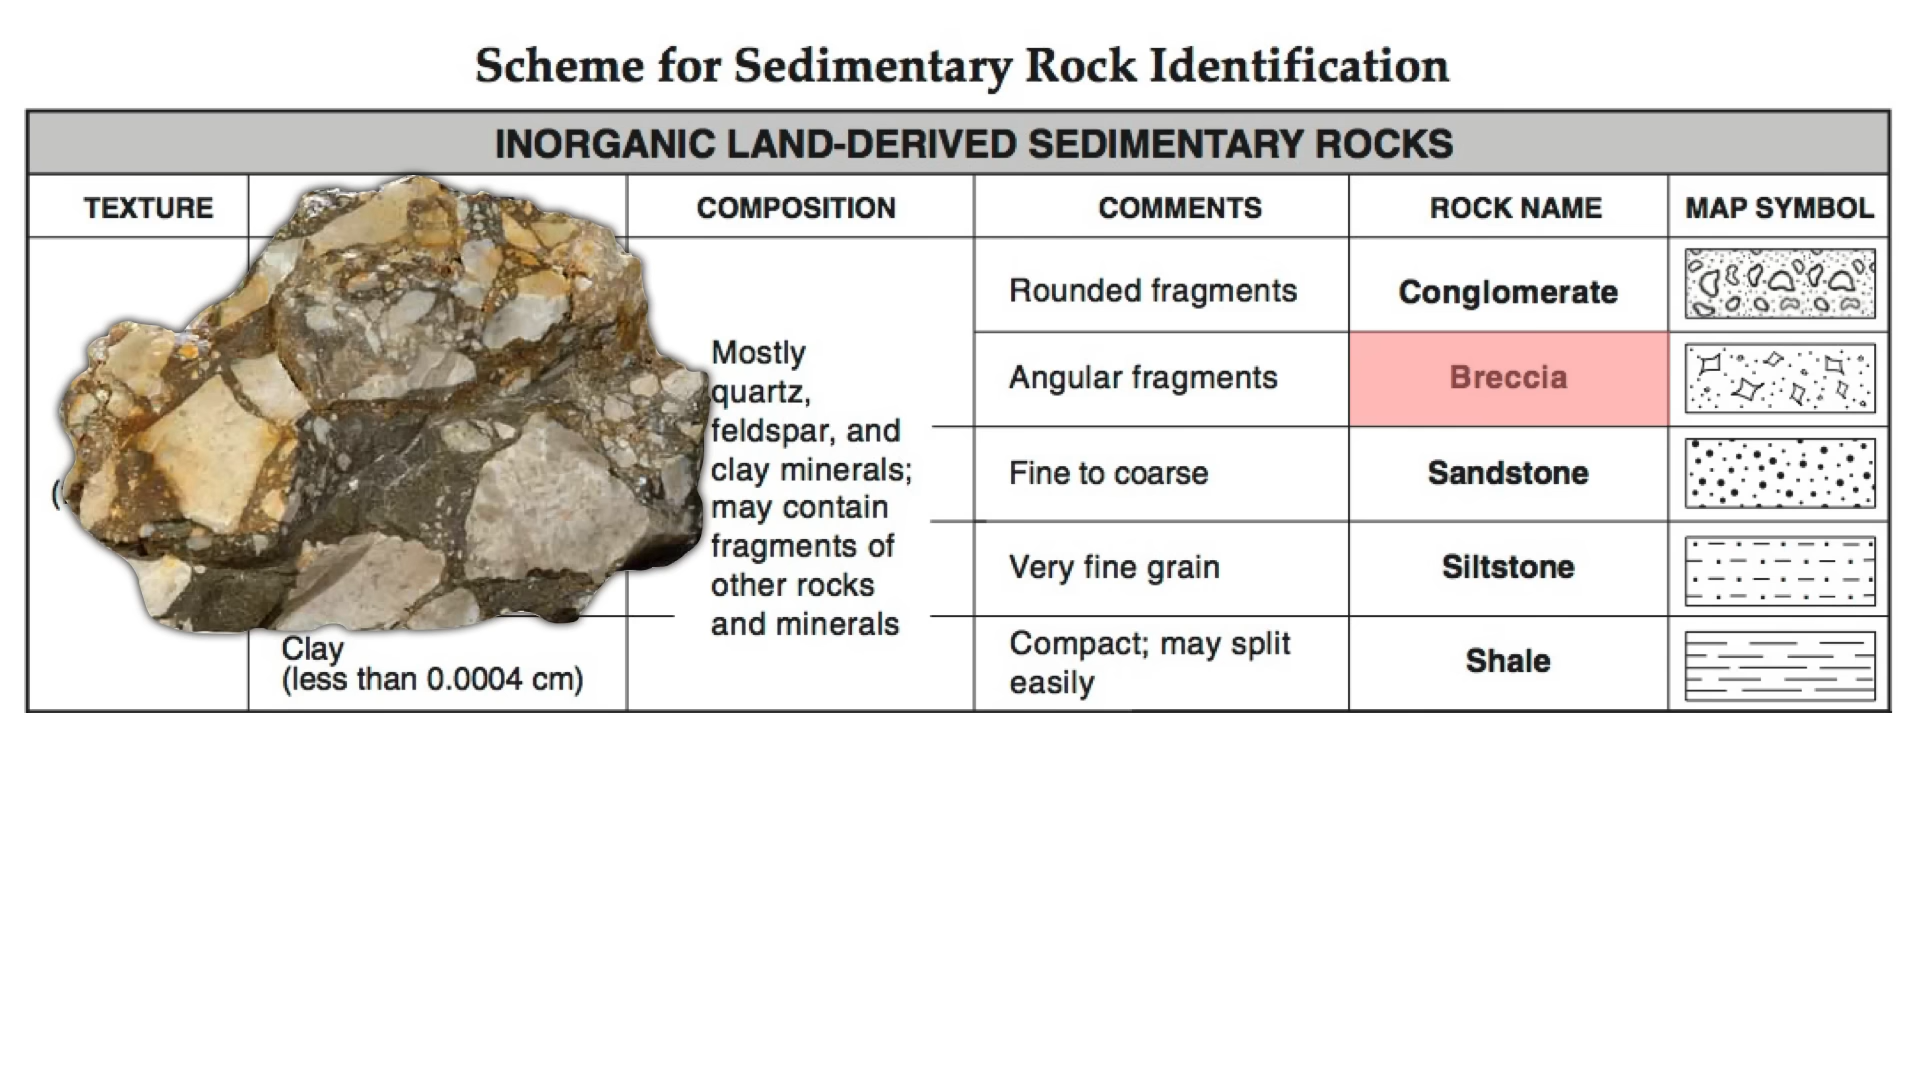 Scheme for Sedimentary Rock Identification
INORGANIC LAND-DERIVED SEDIMENTARY ROCKS
TEXTURE
COMPOSITION
COMMENTS
ROCK NAME
MAP SYMBOL
Mostly
quartz,
feldspar, and
clay minerals;
may contain
fragments of
other rocks
and minerals
Rounded fragments
Conglomerate
Angular fragments
Breccia
Fine to coarse
Sandstone
Very fine grain
Siltstone
Clay
(less than 0.0004 cm)
Compact; may split
easily
Shale